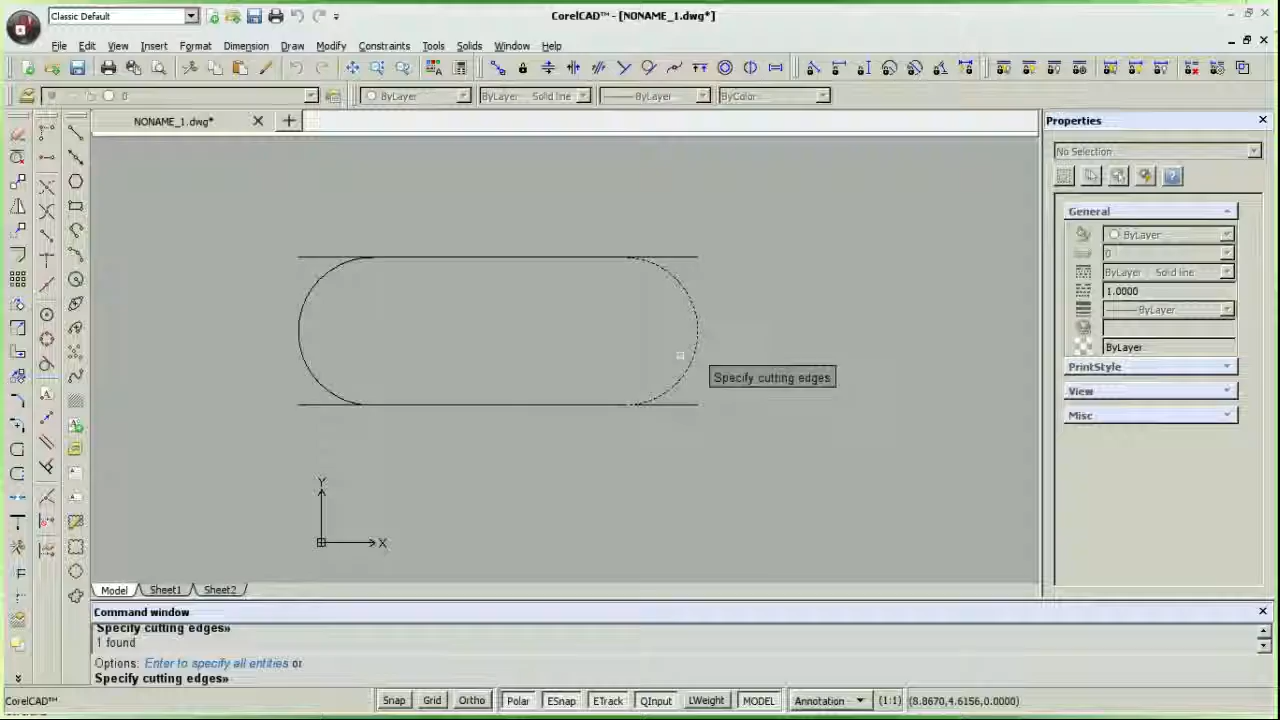 Classic Default
CorelCAD™ - [NONAME_1.dwg*]
File Edit View Insert Format Dimension Draw Modify Constraints Tools Solids Window Help
0 ByLayer ByLayer Solid line ByLayer ByColor
NONAME_1.dwg*
Properties
No Selection
General
ByLayer
0
ByLayer Solid line
1.0000
ByLayer
ByLayer
PrintStyle
View
Misc
Specify cutting edges
Y
X
Model Sheet1 Sheet2
Command window
Specify cutting edges»
1 found
Options: Enter to specify all entities or
Specify cutting edges»
CorelCAD™ Snap Grid Ortho Polar ESnap ETrack QInput LWeight MODEL Annotation (1:1) (8.8670,4.6156,0.0000)